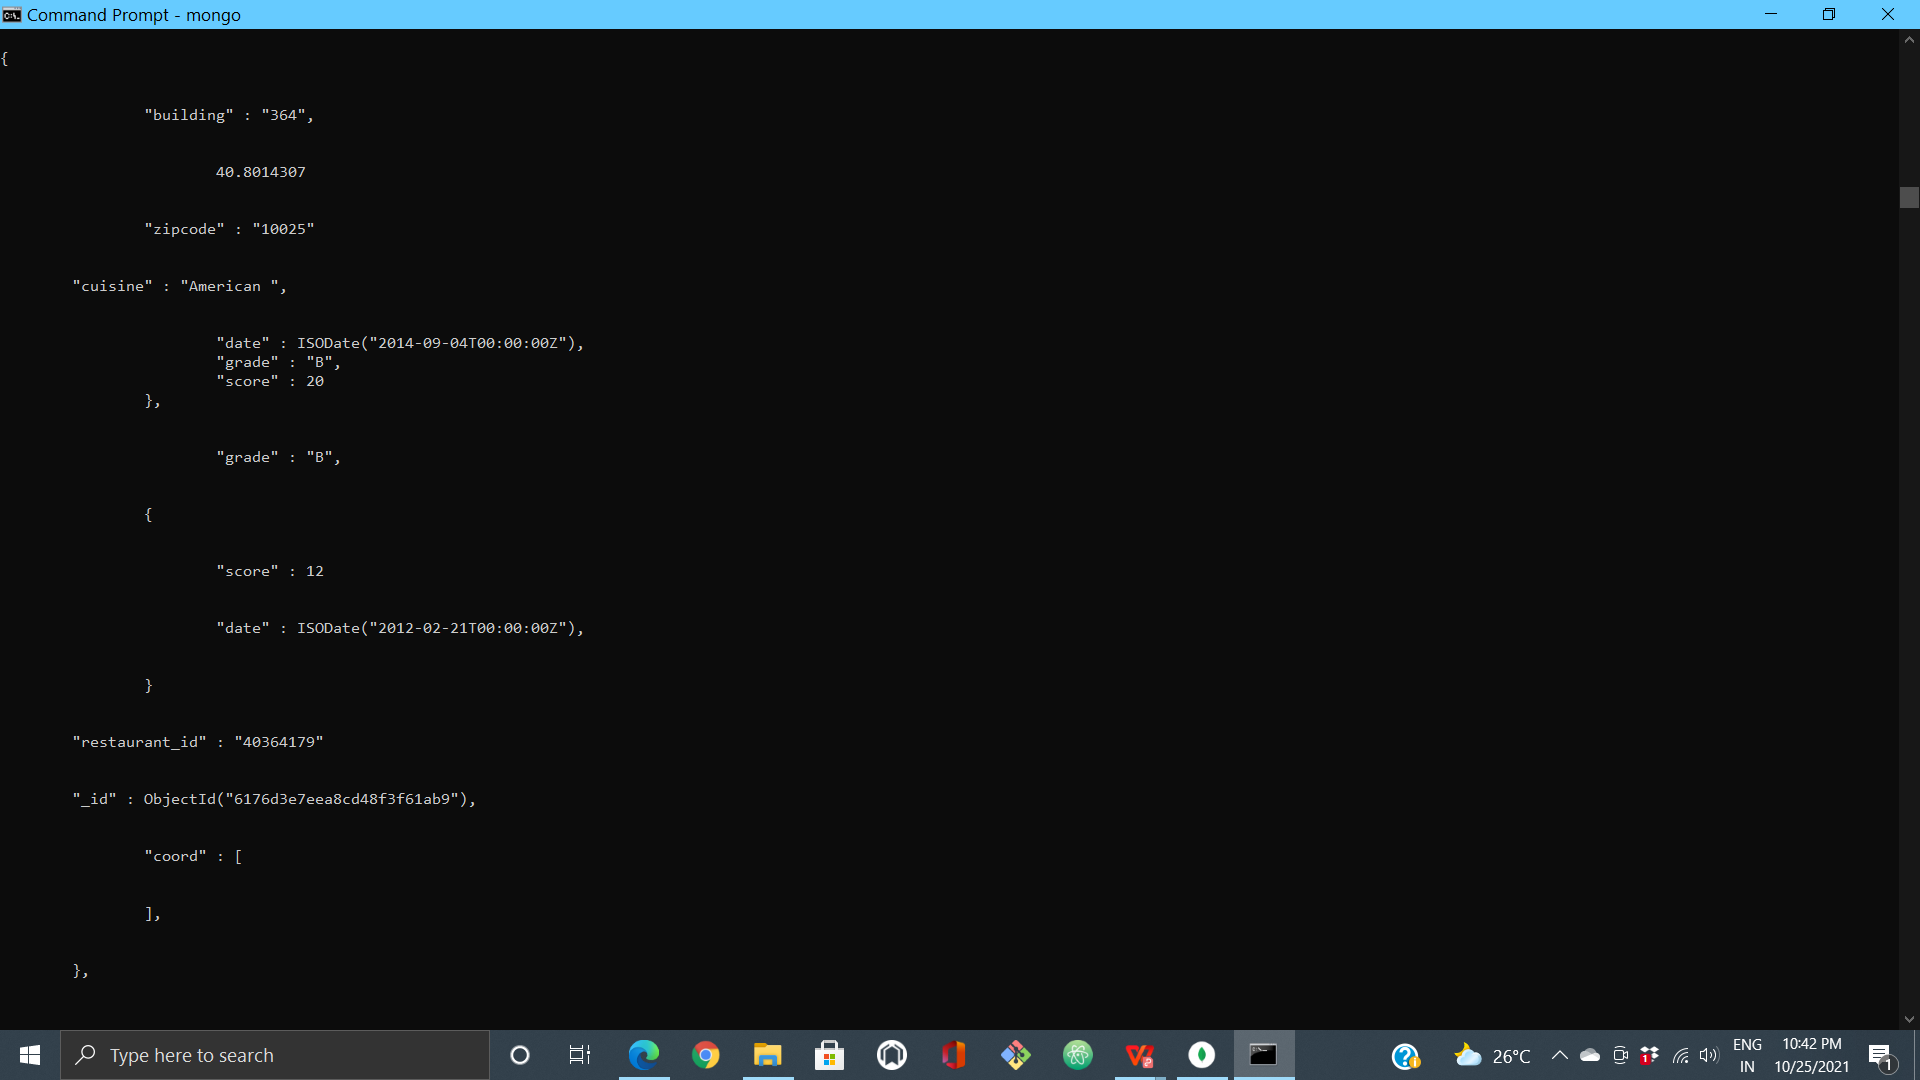 Command Prompt - mongo
{
"building" : "364",
40.8014307
"zipcode" : "10025"
"cuisine" : "American ",
"date" : ISODate("2014-09-04T00:00:00Z"),
"grade" : "B",
"score" : 20
},
"grade" : "B",
{
"score" : 12
"date" : ISODate("2012-02-21T00:00:00Z"),
}
"restaurant_id" : "40364179"
"_id" : ObjectId("6176d3e7eea8cd48f3f61ab9"),
"coord" : [
],
},
Type here to search
26°C
ENG
IN
10:42 PM
10/25/2021
1